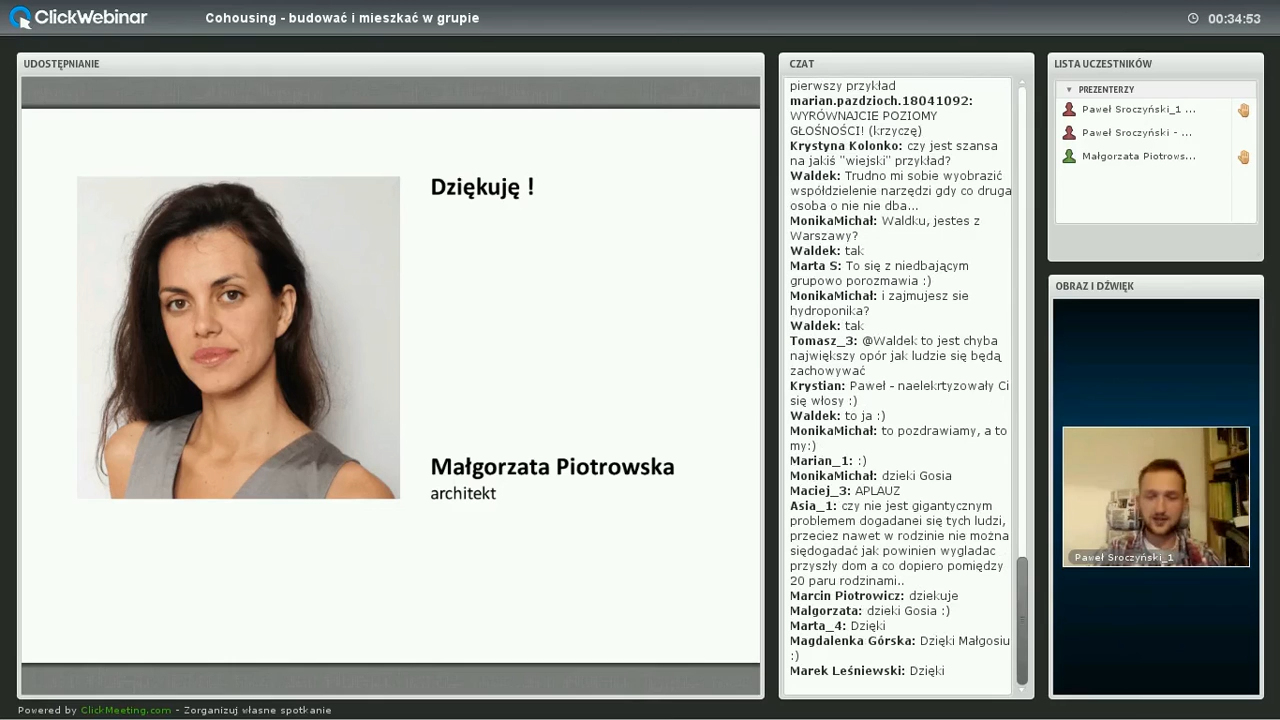 ClickWebinar
Cohousing - budować i mieszkać w grupie
00:34:53
UDOSTĘPNIANIE
Dziękuję !
Małgorzata Piotrowska
architekt
CZAT
pierwszy przykład
marian.pazdzioch.18041092:
WYRÓWNAJCIE POZIOMY
GŁOŚNOŚCI! (krzyczę)
Krystyna Kolonko: czy jest szansa
na jakiś "wiejski" przykład?
Waldek: Trudno mi sobie wyobrazić
współdzielenie narzędzi gdy co druga
osoba o nie nie dba...
MonikaMichał: Waldku, jestes z
Warszawy?
Waldek: tak
Marta S: To się z niedbającym
grupowo porozmawia :)
MonikaMichał: i zajmujesz sie
hydroponika?
Waldek: tak
Tomasz_3: @Waldek to jest chyba
największy opór jak ludzie się będą
zachowywać
Krystian: Paweł - naelekrtyzowały Ci
się włosy :)
Waldek: to ja :)
MonikaMichał: to pozdrawiamy, a to
my:)
Marian_1: :)
MonikaMichał: dzieki Gosia
Maciej_3: APLAUZ
Asia_1: czy nie jest gigantycznym
problemem dogadanei się tych ludzi,
przeciez nawet w rodzinie nie można
siędogadać jak powinien wygladac
przyszły dom a co dopiero pomiędzy
20 paru rodzinami..
Marcin Piotrowicz: dziekuje
Malgorzata: dzieki Gosia :)
Marta_4: Dzięki
Magdalenka Górska: Dzięki Małgosiu
:)
Marek Leśniewski: Dzięki
LISTA UCZESTNIKÓW
PREZENTERZY
Paweł Sroczyński_1 ...
Paweł Sroczyński - ...
Małgorzata Piotrows...
OBRAZ I DŹWIĘK
Paweł Sroczyński_1
Powered by ClickMeeting.com - Zorganizuj własne spotkanie